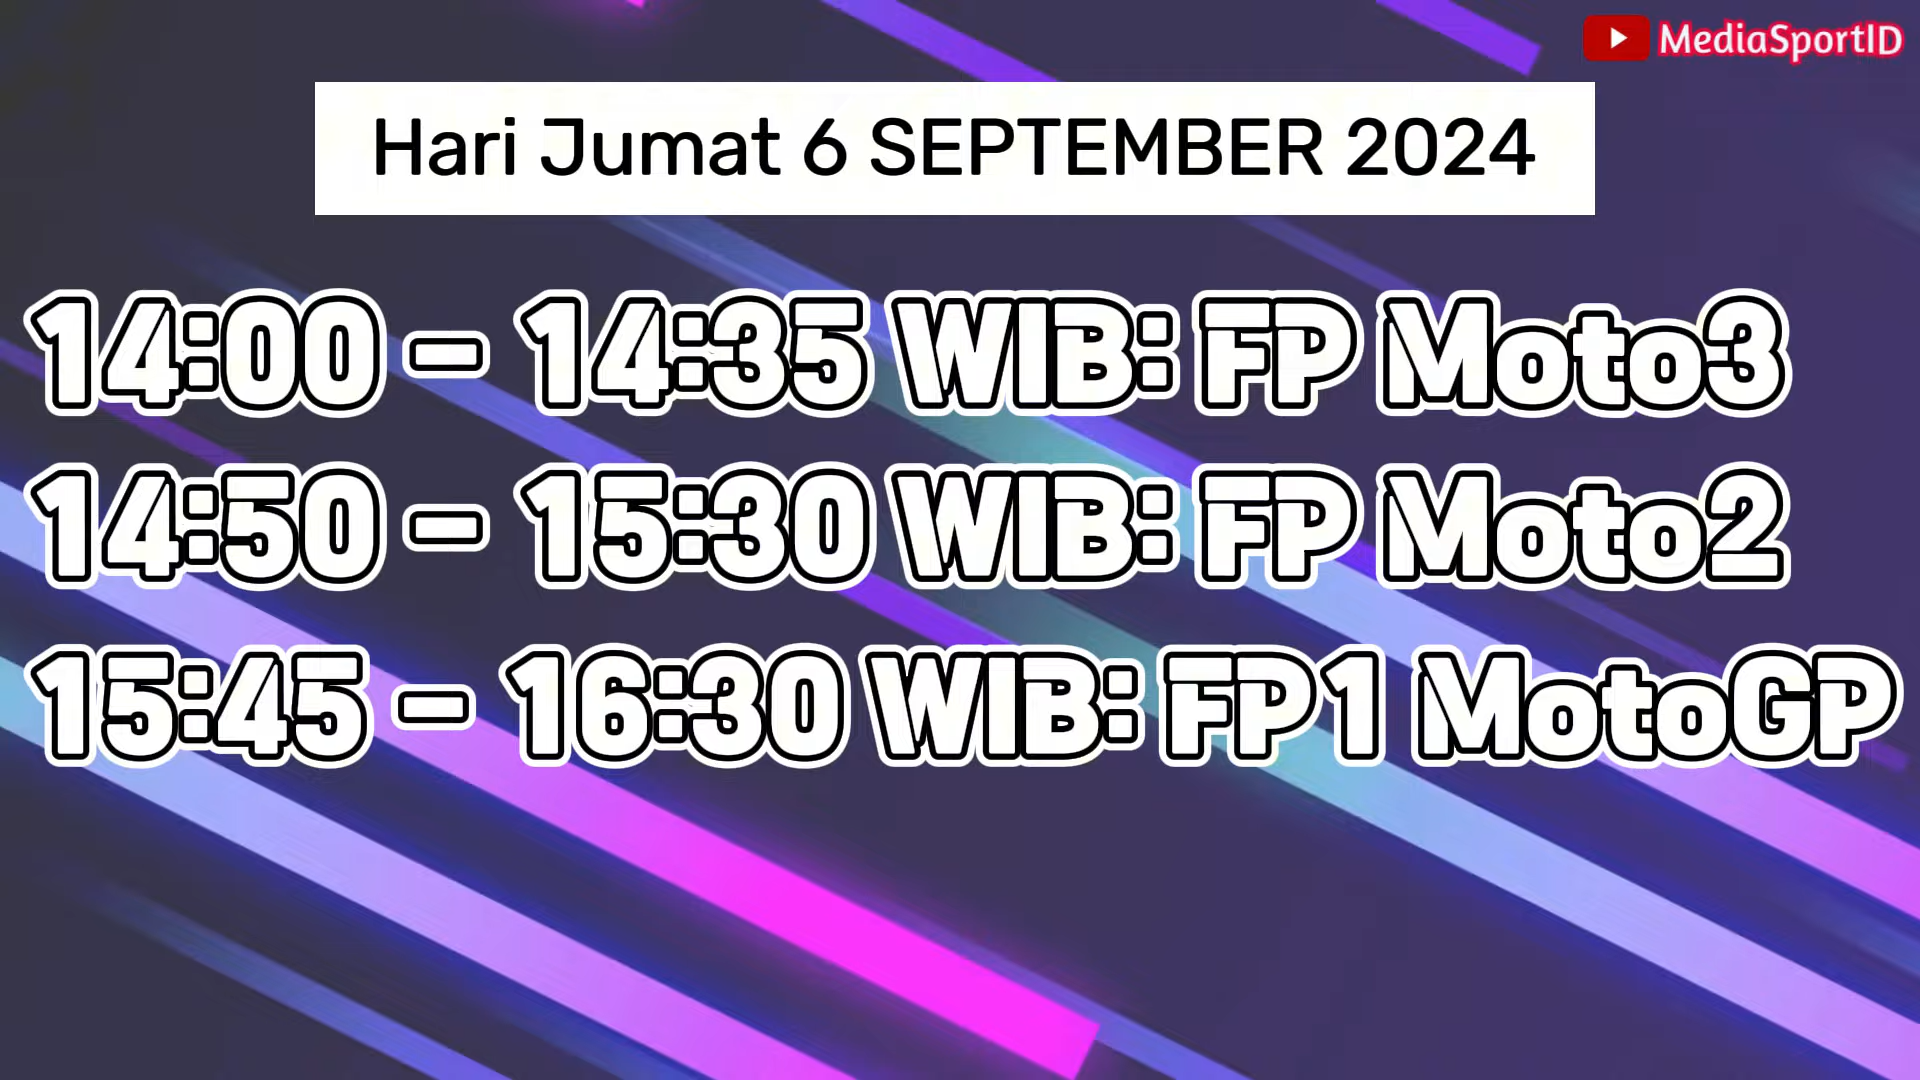 MediaSportID
Hari Jumat 6 SEPTEMBER 2024
14:00 - 14:35 WIB: FP Moto3
14:50 - 15:30 WIB: FP Moto2
15:45 - 16:30 WIB: FP1 MotoGP